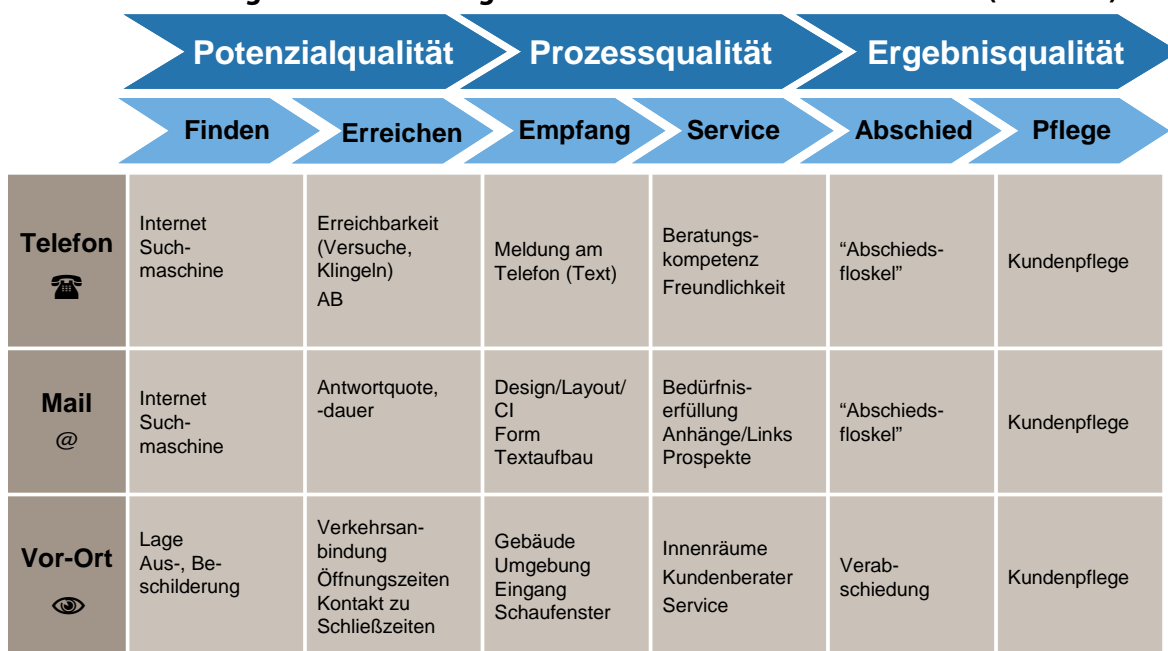 Potenzialqualität
Prozessqualität
Ergebnisqualität
Finden
Erreichen
Empfang
Service
Abschied
Pflege
Telefon
Internet
Such-
maschine
Erreichbarkeit
(Versuche,
Klingeln)
AB
Meldung am
Telefon (Text)
Beratungs-
kompetenz
Freundlichkeit
“Abschieds-
floskel”
Kundenpflege
Mail
@
Internet
Such-
maschine
Antwortquote,
-dauer
Design/Layout/
CI
Form
Textaufbau
Bedürfnis-
erfüllung
Anhänge/Links
Prospekte
“Abschieds-
floskel”
Kundenpflege
Vor-Ort
Lage
Aus-, Be-
schilderung
Verkehrsan-
bindung
Öffnungszeiten
Kontakt zu
Schließzeiten
Gebäude
Umgebung
Eingang
Schaufenster
Innenräume
Kundenberater
Service
Verab-
schiedung
Kundenpflege